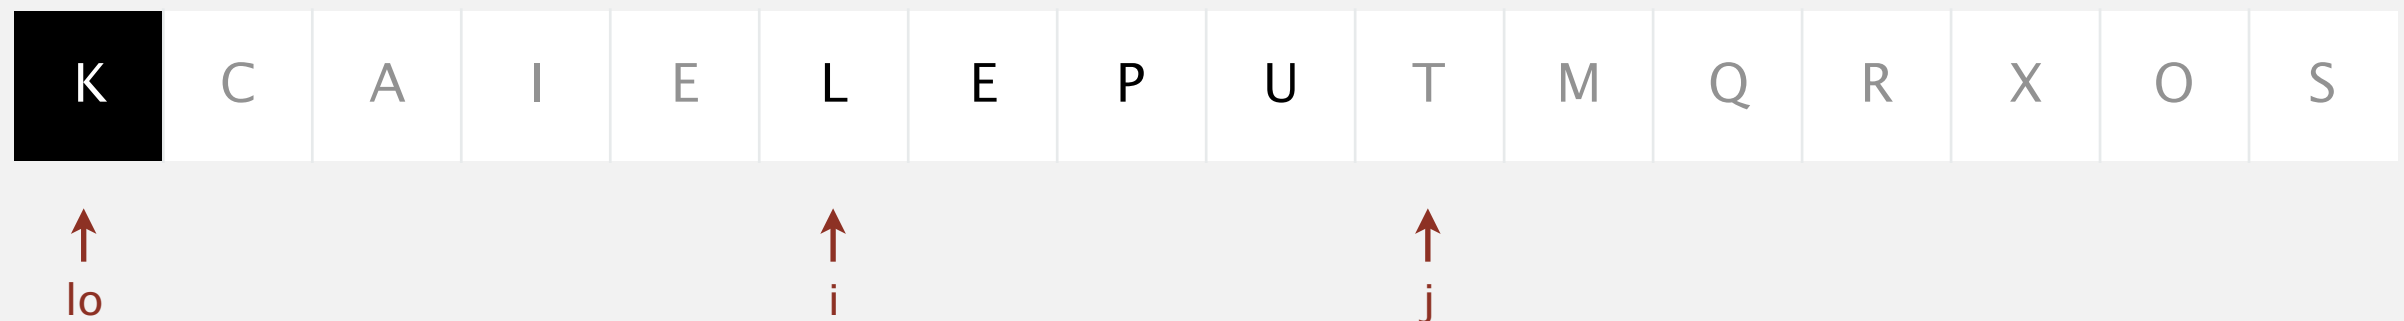 K C A I E L E P U T M Q R X O S
lo i j